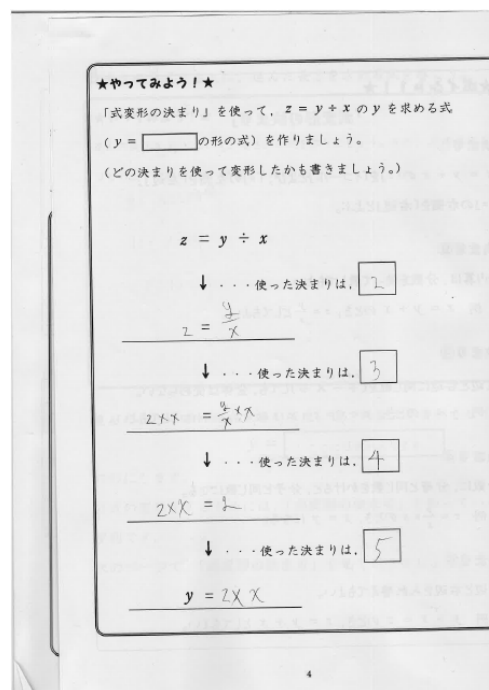 ★やってみよう！★
「式変形の決まり」を使って，z = y ÷ x の y を求める式
（y = の形の式）を作りましょう。
（どの決まりを使って変形したかも書きましょう。）
z = y ÷ x
↓ ・・・使った決まりは， 2
z = y/x
↓ ・・・使った決まりは， 3
z×x = y/x ×x
↓ ・・・使った決まりは， 4
z×x = y
↓ ・・・使った決まりは， 5
y = z×x
4